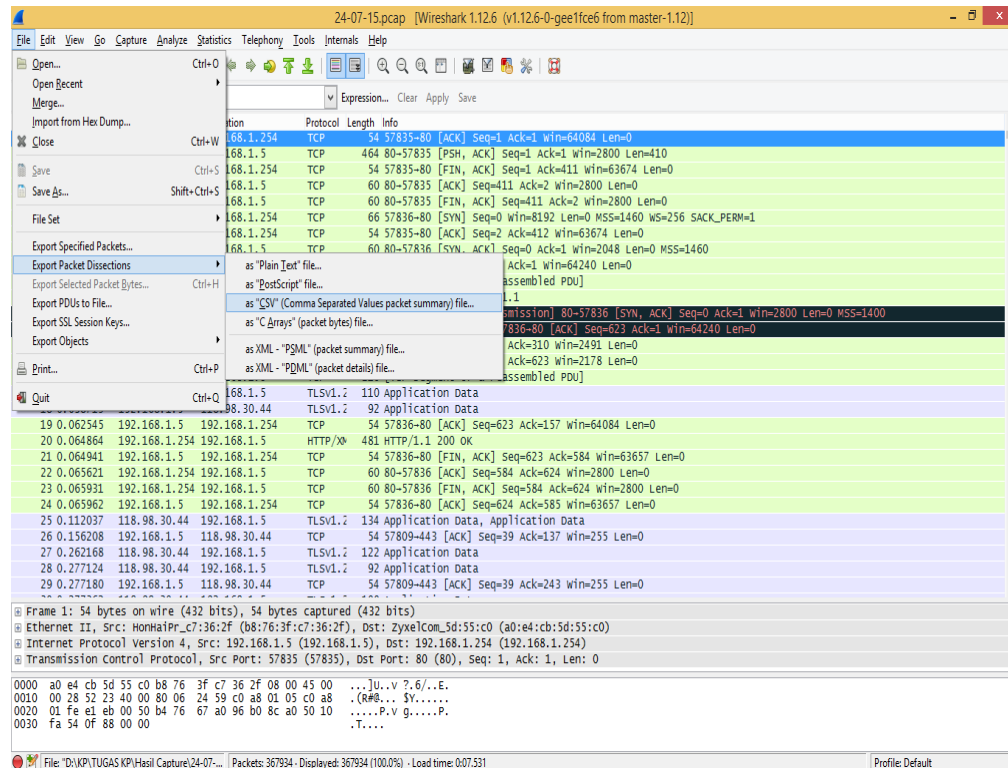 24-07-15.pcap [Wireshark 1.12.6 (v1.12.6-0-gee1fce6 from master-1.12)]
File Edit View Go Capture Analyze Statistics Telephony Tools Internals Help
Open... Ctrl+O
Open Recent
Merge...
Import from Hex Dump...
Close Ctrl+W
Save Ctrl+S
Save As... Shift+Ctrl+S
File Set
Export Specified Packets...
Export Packet Dissections
Export Selected Packet Bytes... Ctrl+H
Export PDUs to File...
Export SSL Session Keys...
Export Objects
Print... Ctrl+P
Quit Ctrl+Q
as "Plain Text" file...
as "PostScript" file...
as "CSV" (Comma Separated Values packet summary) file...
as "C Arrays" (packet bytes) file...
as XML - "PSML" (packet summary) file...
as XML - "PDML" (packet details) file...
Expression... Clear Apply Save
Protocol Length Info
168.1.254 TCP 54 57835→80 [ACK] Seq=1 Ack=1 Win=64084 Len=0
168.1.5 TCP 464 80→57835 [PSH, ACK] Seq=1 Ack=1 Win=2800 Len=410
168.1.254 TCP 54 57835→80 [FIN, ACK] Seq=1 Ack=411 Win=63674 Len=0
168.1.5 TCP 60 80→57835 [ACK] Seq=411 Ack=2 Win=2800 Len=0
168.1.5 TCP 60 80→57835 [FIN, ACK] Seq=411 Ack=2 Win=2800 Len=0
168.1.254 TCP 66 57836→80 [SYN] Seq=0 Win=8192 Len=0 MSS=1460 WS=256 SACK_PERM=1
168.1.254 TCP 54 57835→80 [ACK] Seq=2 Ack=412 Win=63674 Len=0
168.1.5 TCP 60 80→57836 [SYN, ACK] Seq=0 Ack=1 Win=2048 Len=0 MSS=1460
Ack=1 Win=64240 Len=0
assembled PDU]
1.1
smission] 80→57836 [SYN, ACK] Seq=0 Ack=1 Win=2800 Len=0 MSS=1400
7836→80 [ACK] Seq=623 Ack=1 Win=64240 Len=0
Ack=310 Win=2491 Len=0
Ack=623 Win=2178 Len=0
assembled PDU]
168.1.5 TLSv1.2 110 Application Data
98.30.44 TLSv1.2 92 Application Data
19 0.062545 192.168.1.5 192.168.1.254 TCP 54 57836→80 [ACK] Seq=623 Ack=157 Win=64084 Len=0
20 0.064864 192.168.1.254 192.168.1.5 HTTP/XM 481 HTTP/1.1 200 OK
21 0.064941 192.168.1.5 192.168.1.254 TCP 54 57836→80 [FIN, ACK] Seq=623 Ack=584 Win=63657 Len=0
22 0.065621 192.168.1.254 192.168.1.5 TCP 60 80→57836 [ACK] Seq=584 Ack=624 Win=2800 Len=0
23 0.065931 192.168.1.254 192.168.1.5 TCP 60 80→57836 [FIN, ACK] Seq=584 Ack=624 Win=2800 Len=0
24 0.065962 192.168.1.5 192.168.1.254 TCP 54 57836→80 [ACK] Seq=624 Ack=585 Win=63657 Len=0
25 0.112037 118.98.30.44 192.168.1.5 TLSv1.2 134 Application Data, Application Data
26 0.156208 192.168.1.5 118.98.30.44 TCP 54 57809→443 [ACK] Seq=39 Ack=137 Win=255 Len=0
27 0.262168 118.98.30.44 192.168.1.5 TLSv1.2 122 Application Data
28 0.277124 118.98.30.44 192.168.1.5 TLSv1.2 92 Application Data
29 0.277180 192.168.1.5 118.98.30.44 TCP 54 57809→443 [ACK] Seq=39 Ack=243 Win=255 Len=0
Frame 1: 54 bytes on wire (432 bits), 54 bytes captured (432 bits)
Ethernet II, Src: HonHaiPr_c7:36:2f (b8:76:3f:c7:36:2f), Dst: ZyxelCom_5d:55:c0 (a0:e4:cb:5d:55:c0)
Internet Protocol Version 4, Src: 192.168.1.5 (192.168.1.5), Dst: 192.168.1.254 (192.168.1.254)
Transmission Control Protocol, Src Port: 57835 (57835), Dst Port: 80 (80), Seq: 1, Ack: 1, Len: 0
0000 a0 e4 cb 5d 55 c0 b8 76 3f c7 36 2f 08 00 45 00 ...]U..v ?.6/..E.
0010 00 28 52 23 40 00 80 06 24 59 c0 a8 01 05 c0 a8 .(R#@... $Y......
0020 01 fe e1 eb 00 50 b4 76 67 a0 96 b0 8c a0 50 10 .....P.v g.....P.
0030 fa 54 0f 88 00 00 .T....
File: "D:\KP\TUGAS KP\Hasil Capture\24-07-... Packets: 367934 · Displayed: 367934 (100.0%) · Load time: 0:07.531 Profile: Default